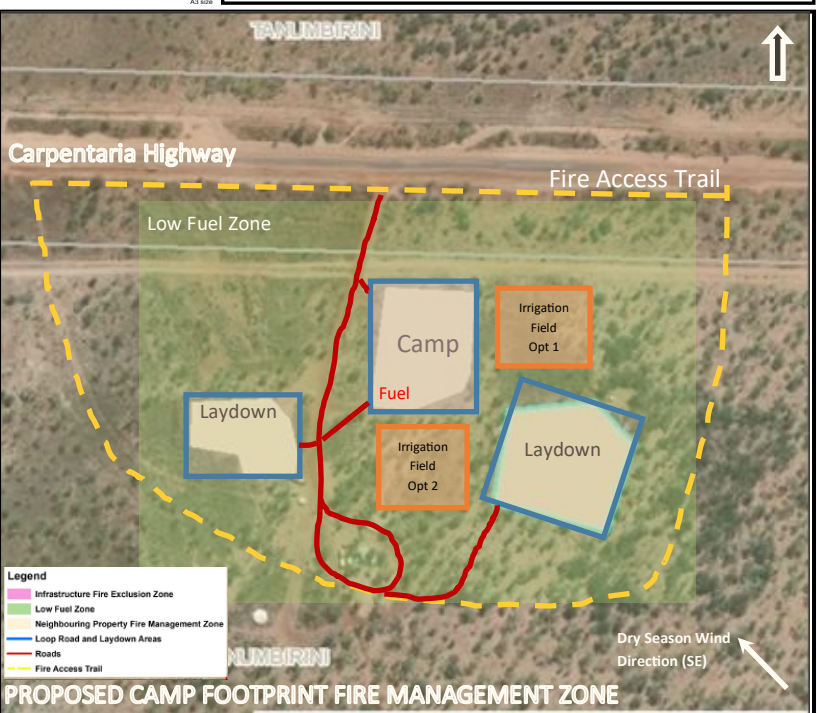 A3 size
TANUMBIRINI
Carpentaria Highway
Fire Access Trail
Low Fuel Zone
Irrigation
Field
Opt 1
Camp
Fuel
Laydown
Irrigation
Field
Opt 2
Laydown
Legend
Infrastructure Fire Exclusion Zone
Low Fuel Zone
Neighbouring Property Fire Management Zone
Loop Road and Laydown Areas
Roads
Fire Access Trail
NUMBIRINI
Dry Season Wind
Direction (SE)
PROPOSED CAMP FOOTPRINT FIRE MANAGEMENT ZONE